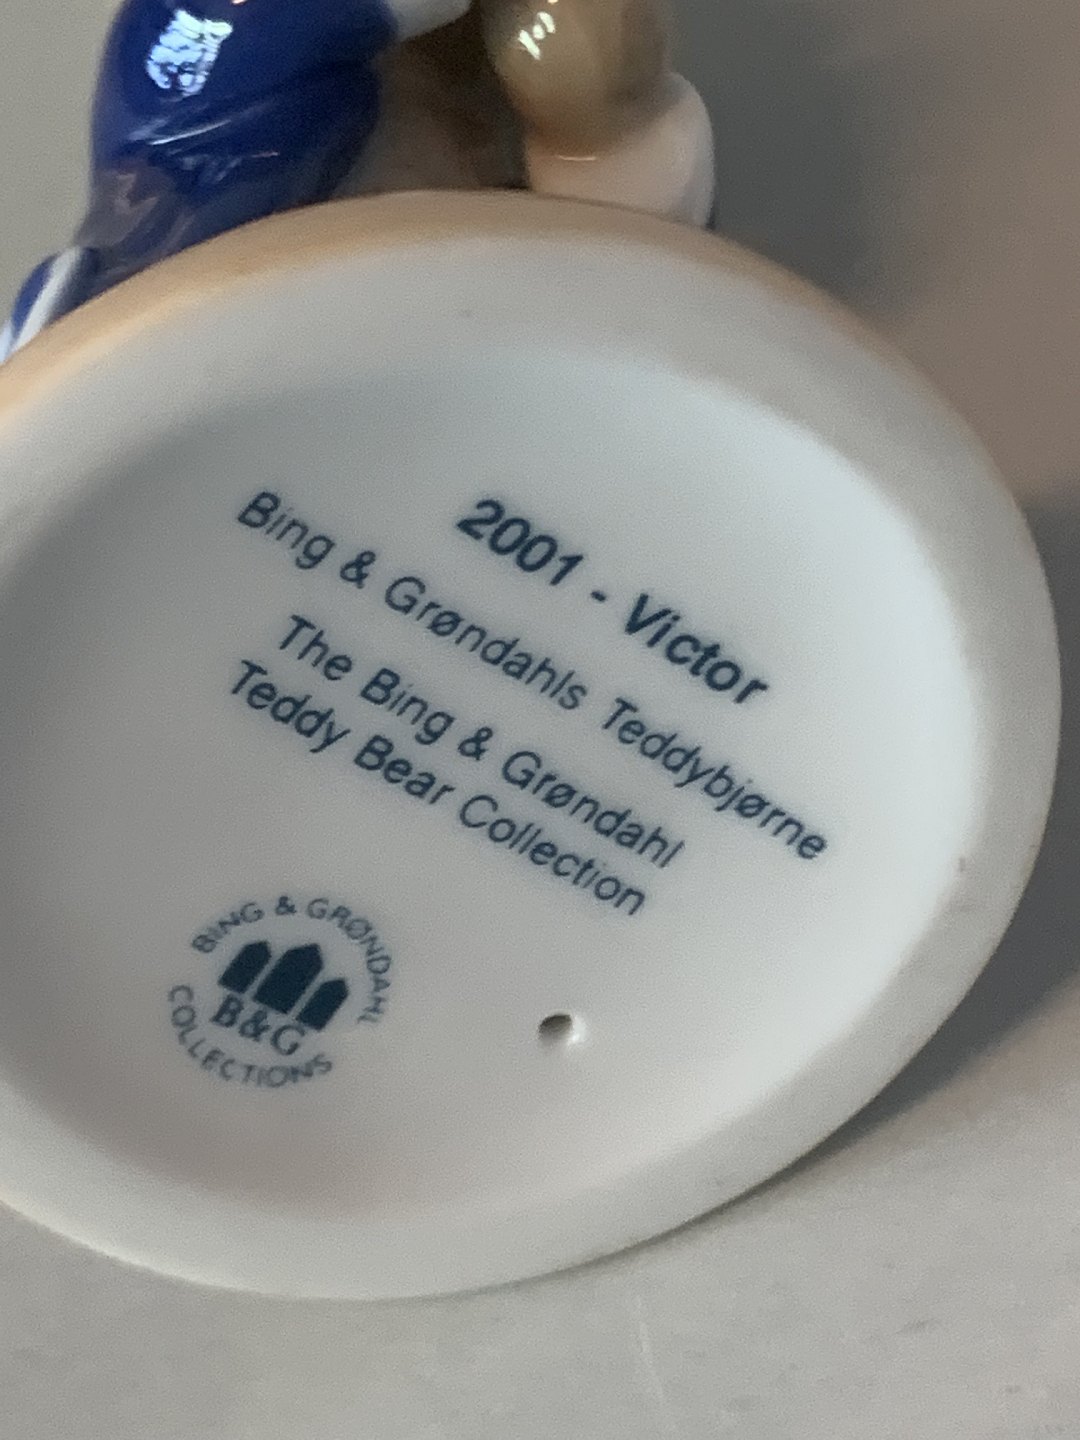 2001 - Victor
Bing & Grøndahls Teddybjørne
The Bing & Grøndahl
Teddy Bear Collection
BING & GRØNDAHL
B&G
COLLECTIONS